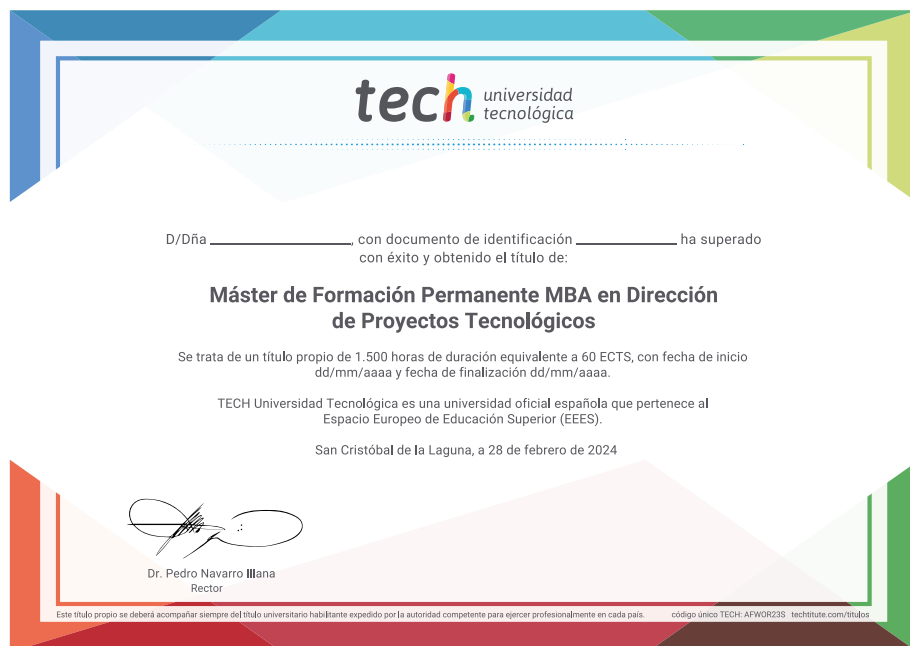 tech universidad
tecnológica
D/Dña ____________________, con documento de identificación ______________ ha superado
con éxito y obtenido el título de:
Máster de Formación Permanente MBA en Dirección
de Proyectos Tecnológicos
Se trata de un título propio de 1.500 horas de duración equivalente a 60 ECTS, con fecha de inicio
dd/mm/aaaa y fecha de finalización dd/mm/aaaa.
TECH Universidad Tecnológica es una universidad oficial española que pertenece al
Espacio Europeo de Educación Superior (EEES).
San Cristóbal de la Laguna, a 28 de febrero de 2024
Dr. Pedro Navarro Illana
Rector
Este título propio se deberá acompañar siempre del título universitario habilitante expedido por la autoridad competente para ejercer profesionalmente en cada país. código único TECH: AFWOR23S techtitute.com/titulos